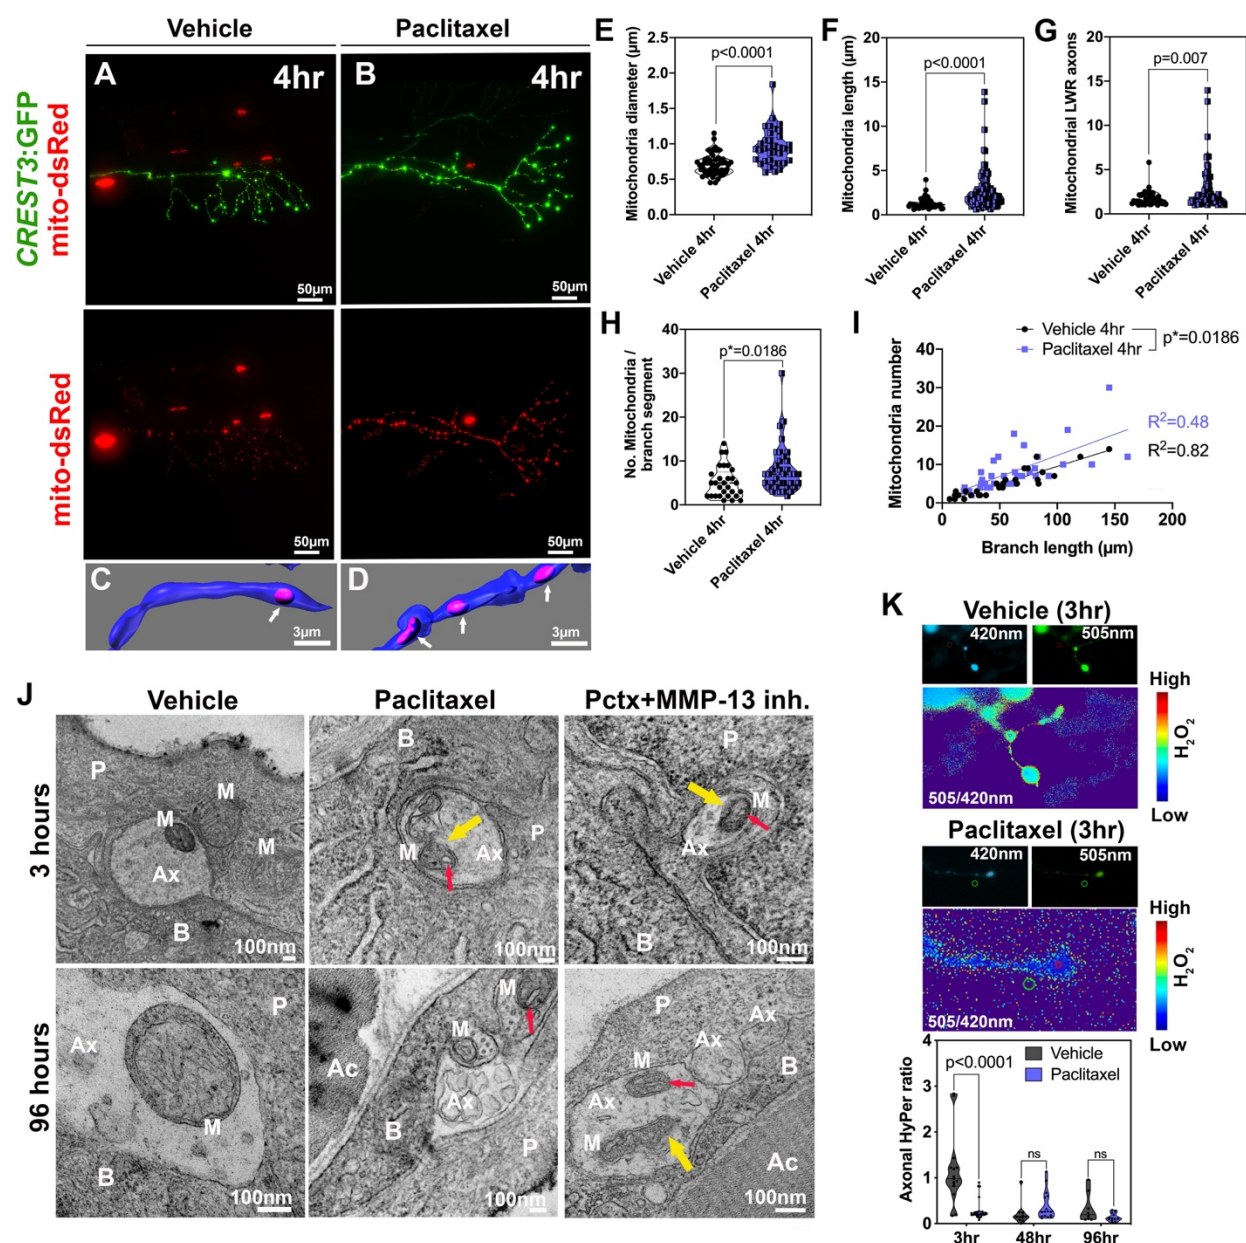 Vehicle
Paclitaxel
CREST3:GFP
mito-dsRed
A
4hr
50µm
B
4hr
50µm
mito-dsRed
50µm
50µm
C
3µm
D
3µm
E
Mitochondria diameter (µm)
2.5
2.0
1.5
1.0
0.5
0.0
p<0.0001
Vehicle 4hr
Paclitaxel 4hr
F
Mitochondria length (µm)
20
15
10
5
0
p<0.0001
Vehicle 4hr
Paclitaxel 4hr
G
Mitochondrial LWR axons
20
15
10
5
0
p=0.007
Vehicle 4hr
Paclitaxel 4hr
H
No. Mitochondria /
branch segment
40
30
20
10
0
p*=0.0186
Vehicle 4hr
Paclitaxel 4hr
I
Vehicle 4hr
Paclitaxel 4hr
p*=0.0186
Mitochondria number
40
30
20
10
0
R²=0.48
R²=0.82
0 50 100 150 200
Branch length (µm)
J
Vehicle
Paclitaxel
Pctx+MMP-13 inh.
3 hours
P
M
M
M
Ax
B
100nm
B
P
M
Ax
100nm
P
M
Ax
B
100nm
96 hours
P
Ax
M
B
100nm
M
M
Ac
Ax
B
P
100nm
P
Ax
Ax
M
B
Ax
M
Ac
100nm
K
Vehicle (3hr)
420nm
505nm
505/420nm
High
H₂O₂
Low
Paclitaxel (3hr)
420nm
505nm
505/420nm
High
H₂O₂
Low
Axonal HyPer ratio
4
3
2
1
0
p<0.0001
Vehicle
Paclitaxel
ns
ns
3hr
48hr
96hr